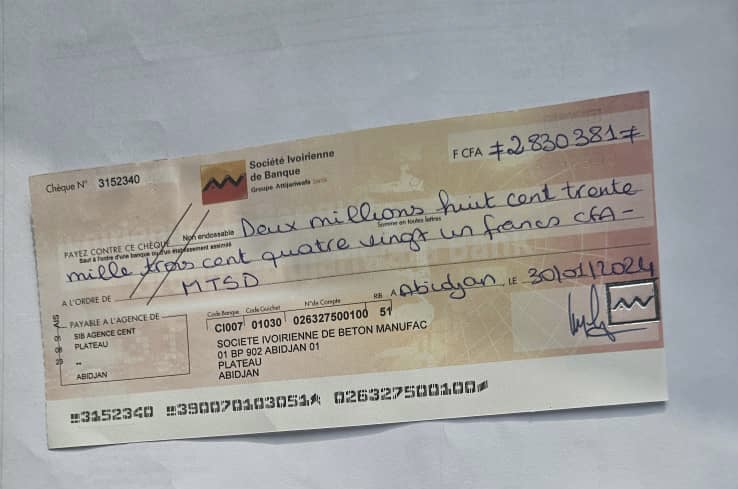 Chèque N° 3152340
Société Ivoirienne
de Banque
Groupe Attijariwafa bank
F CFA ≠2830381≠
PAYEZ CONTRE CE CHÈQUE Non endossable Deux millions huit cent trente
Sauf à l'ordre d'une banque ou d'un établissement assimilé
Somme en toutes lettres
mille trois cent quatre vingt un francs CFA -
A L'ORDRE DE MTSD
A Abidjan, LE 30/01/2024
PAYABLE A L'AGENCE DE
SIB AGENCE CENT
PLATEAU
--
ABIDJAN
Code Banque Code Guichet N° de Compte RIB
CI007 01030 026327500100 51
SOCIETE IVOIRIENNE DE BETON MANUFAC
01 BP 902 ABIDJAN 01
PLATEAU
ABIDJAN
3152340 390070103051 026327500100